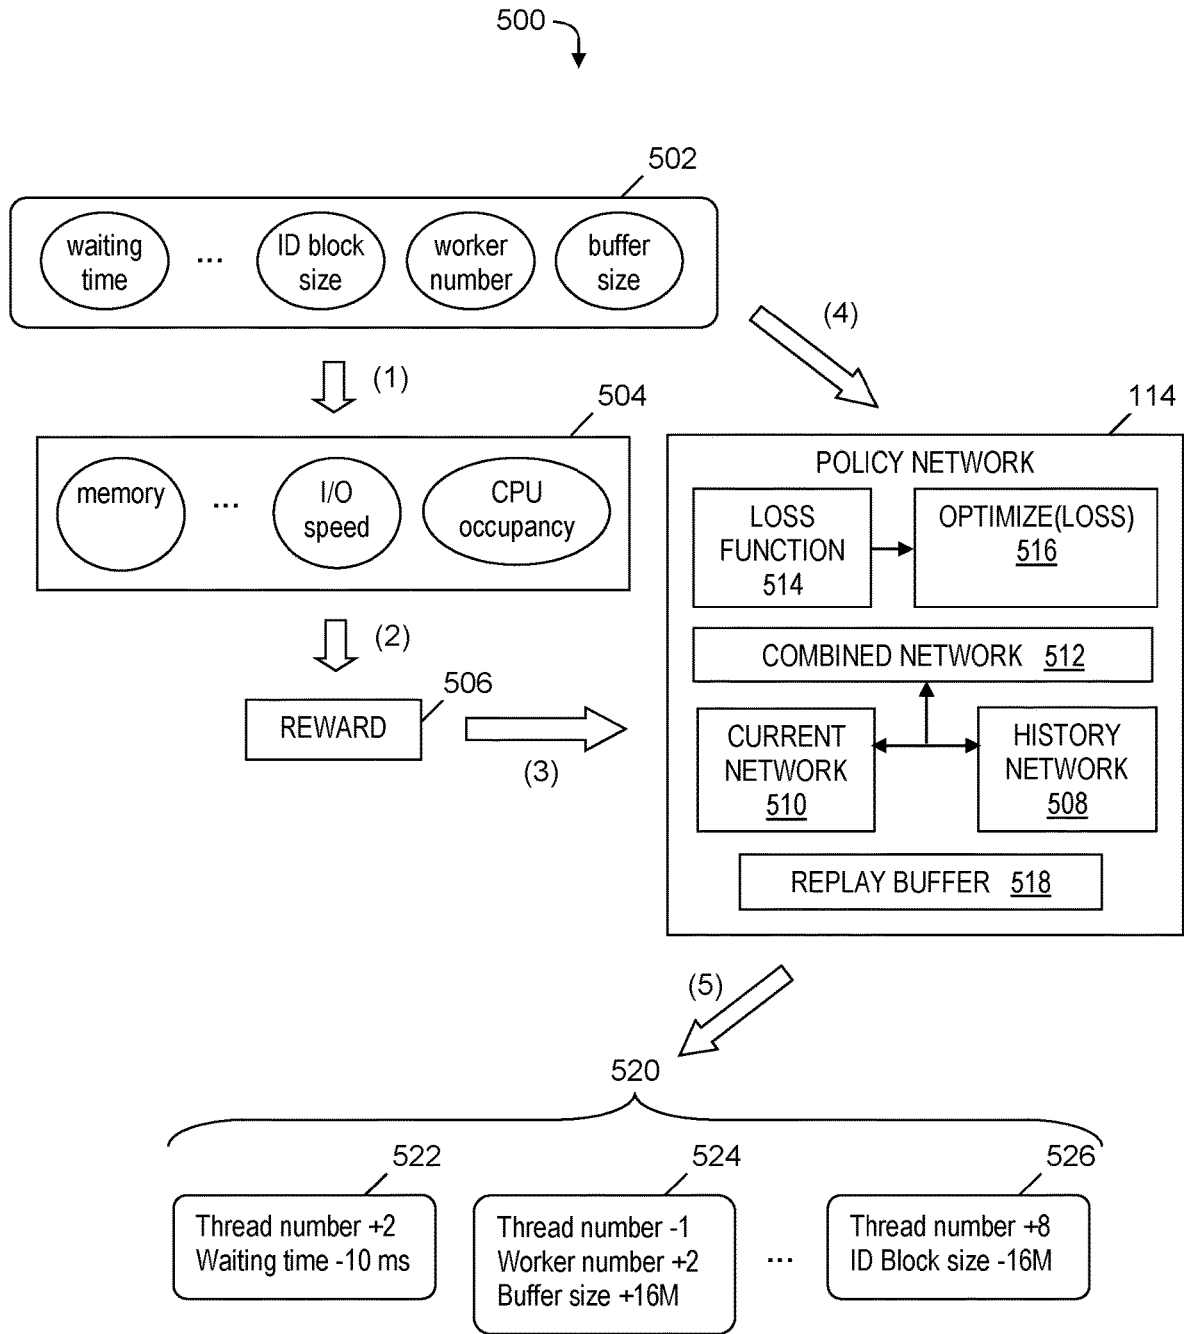 500
502
waiting
time
...
ID block
size
worker
number
buffer
size
(1)
(4)
504
memory
...
I/O
speed
CPU
occupancy
(2)
506
REWARD
(3)
114
POLICY NETWORK
LOSS
FUNCTION
514
OPTIMIZE(LOSS)
516
COMBINED NETWORK 512
CURRENT
NETWORK
510
HISTORY
NETWORK
508
REPLAY BUFFER 518
(5)
520
522
Thread number +2
Waiting time -10 ms
524
Thread number -1
Worker number +2
Buffer size +16M
...
526
Thread number +8
ID Block size -16M